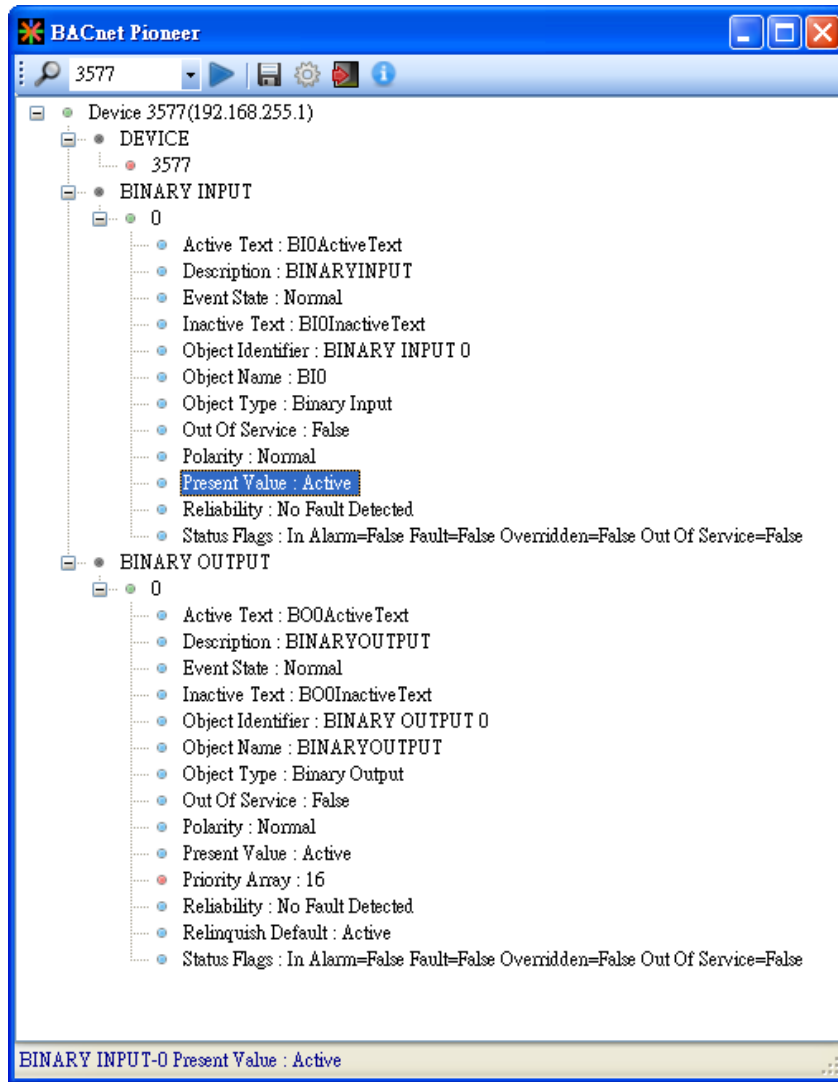 BACnet Pioneer
3577
Device 3577(192.168.255.1)
DEVICE
3577
BINARY INPUT
0
Active Text : BI0ActiveText
Description : BINARYINPUT
Event State : Normal
Inactive Text : BI0InactiveText
Object Identifier : BINARY INPUT 0
Object Name : BI0
Object Type : Binary Input
Out Of Service : False
Polarity : Normal
Present Value : Active
Reliability : No Fault Detected
Status Flags : In Alarm=False Fault=False Overridden=False Out Of Service=False
BINARY OUTPUT
0
Active Text : BO0ActiveText
Description : BINARYOUTPUT
Event State : Normal
Inactive Text : BO0InactiveText
Object Identifier : BINARY OUTPUT 0
Object Name : BINARYOUTPUT
Object Type : Binary Output
Out Of Service : False
Polarity : Normal
Present Value : Active
Priority Array : 16
Reliability : No Fault Detected
Relinquish Default : Active
Status Flags : In Alarm=False Fault=False Overridden=False Out Of Service=False
BINARY INPUT-0 Present Value : Active